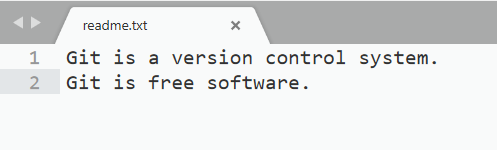 readme.txt ×
1 Git is a version control system.
2 Git is free software.